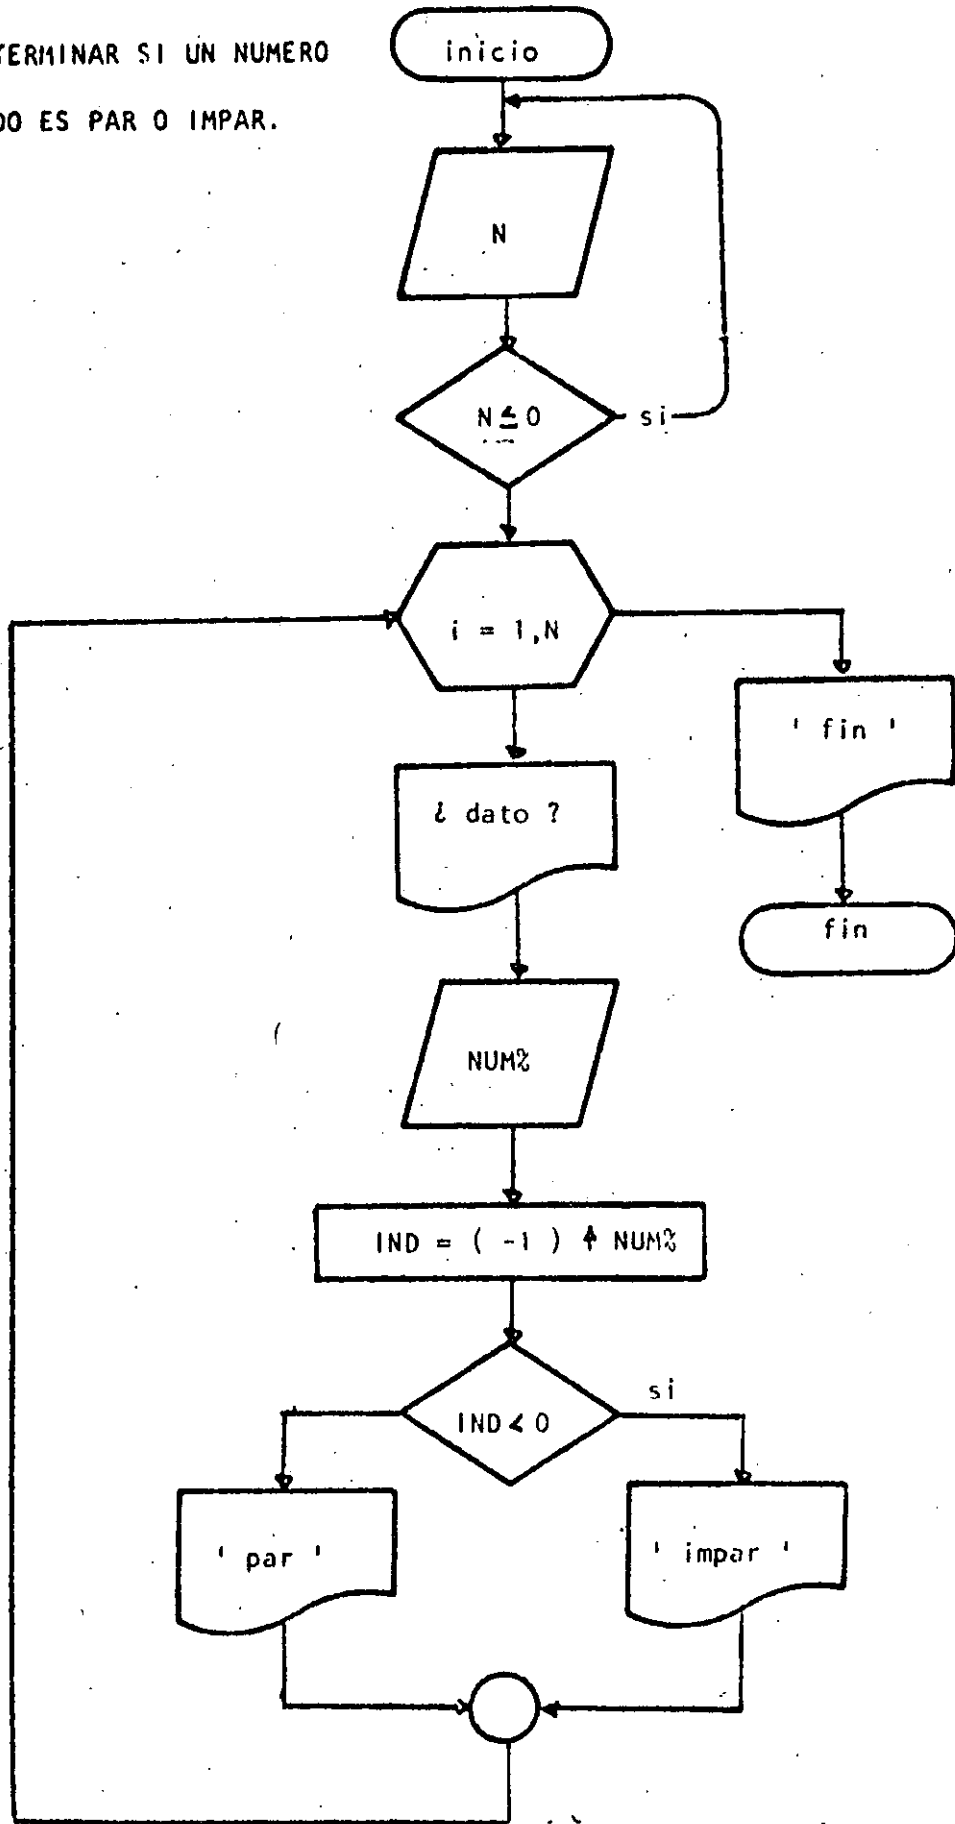 TERMINAR SI UN NUMERO
DO ES PAR O IMPAR.
inicio
N
N ≤ 0
si
i = 1,N
' fin '
¿ dato ?
fin
NUM%
IND = ( -1 ) ↑ NUM%
si
IND < 0
' par '
' impar '